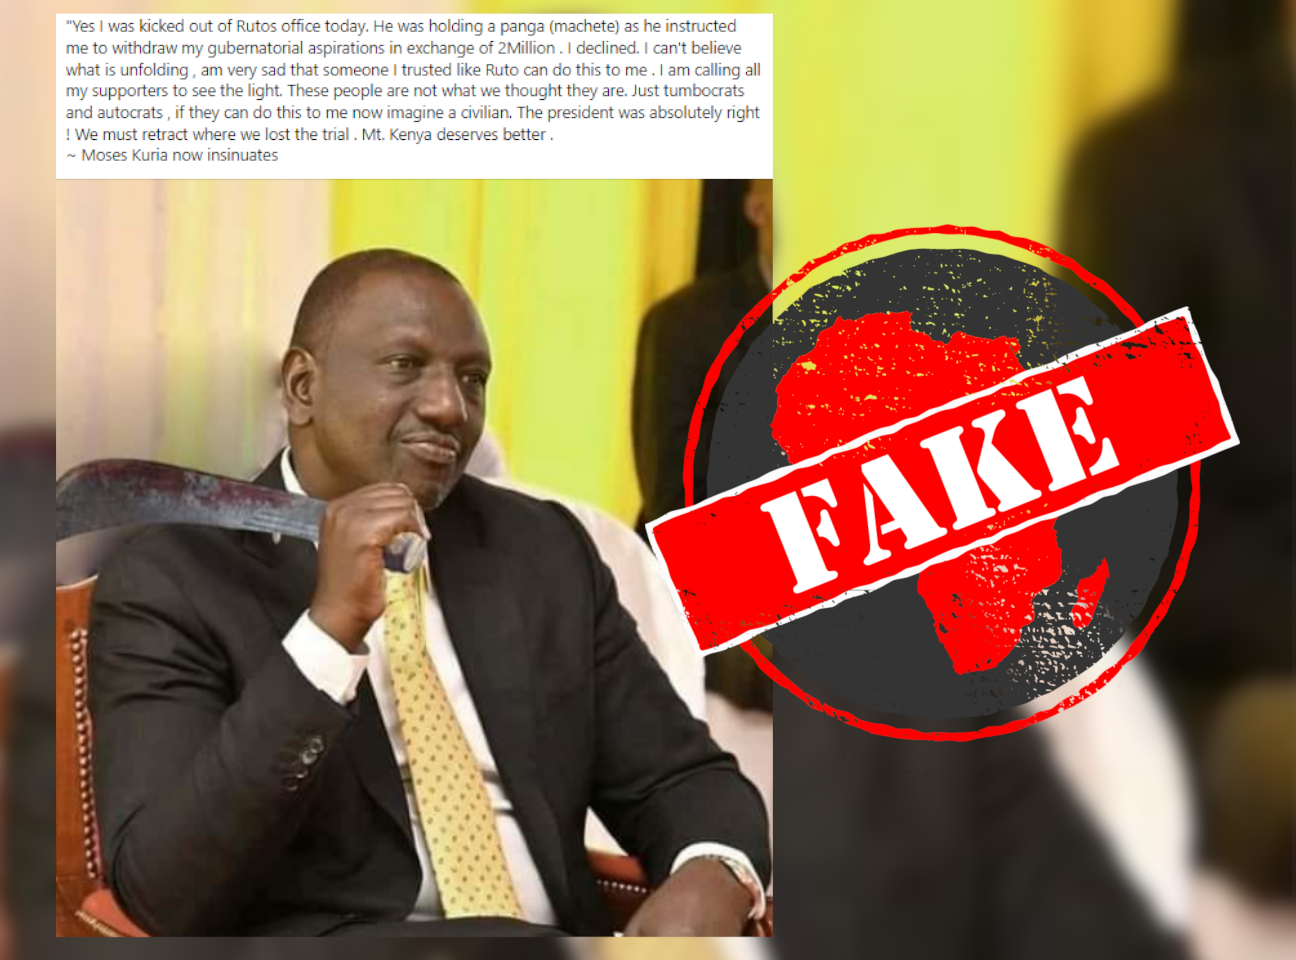 "Yes I was kicked out of Rutos office today. He was holding a panga (machete) as he instructed
me to withdraw my gubernatorial aspirations in exchange of 2Million . I declined. I can't believe
what is unfolding , am very sad that someone I trusted like Ruto can do this to me . I am calling all
my supporters to see the light. These people are not what we thought they are. Just tumbocrats
and autocrats , if they can do this to me now imagine a civilian. The president was absolutely right
! We must retract where we lost the trial . Mt. Kenya deserves better .
~ Moses Kuria now insinuates
FAKE